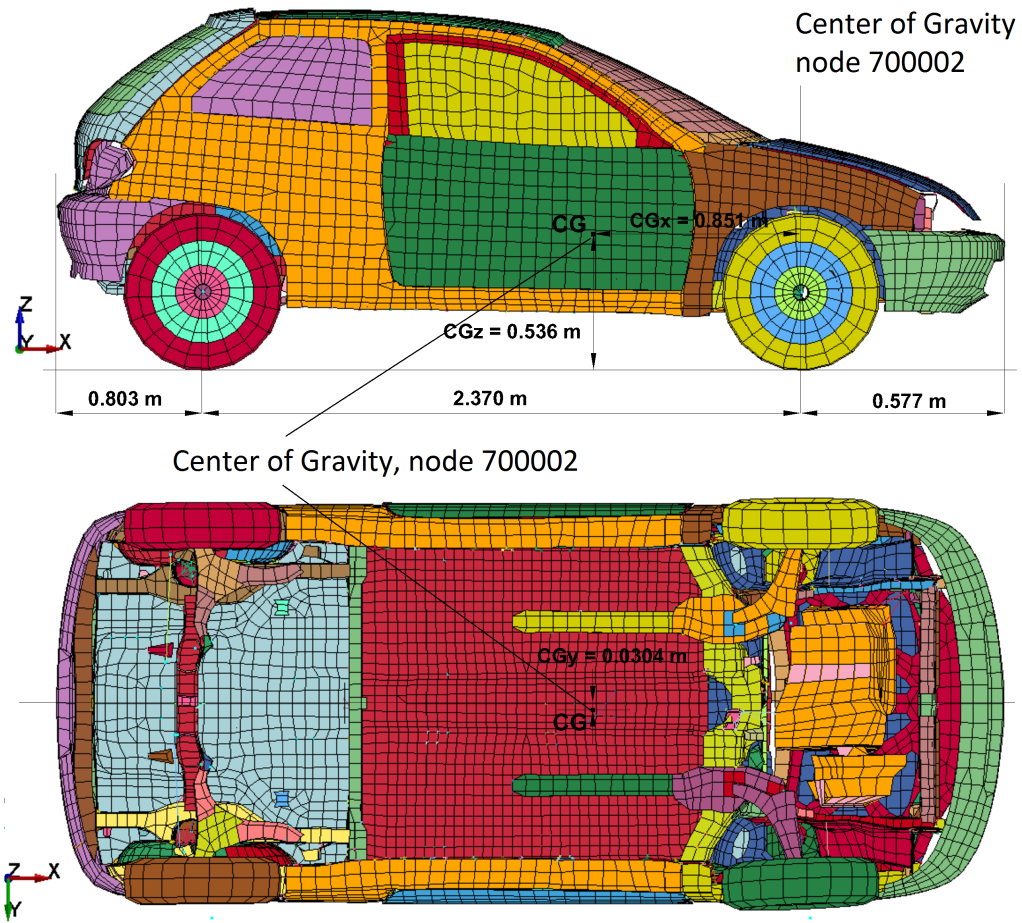 Center of Gravity
node 700002
CG
CGx = 0.851 m
Z
Y
X
CGz = 0.536 m
0.803 m
2.370 m
0.577 m
Center of Gravity, node 700002
CGy = 0.0304 m
CG
Z
X
Y